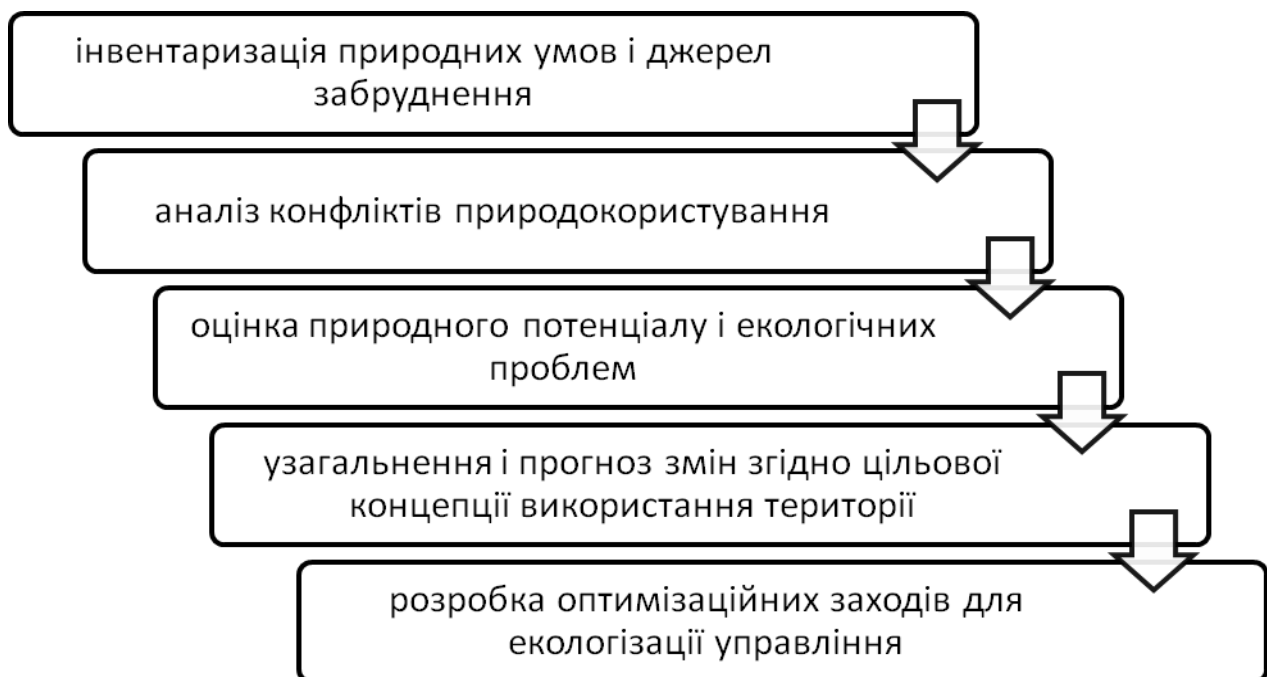 інвентаризація природних умов і джерел
забруднення
аналіз конфліктів природокористування
оцінка природного потенціалу і екологічних
проблем
узагальнення і прогноз змін згідно цільової
концепції використання території
розробка оптимізаційних заходів для
екологізації управління